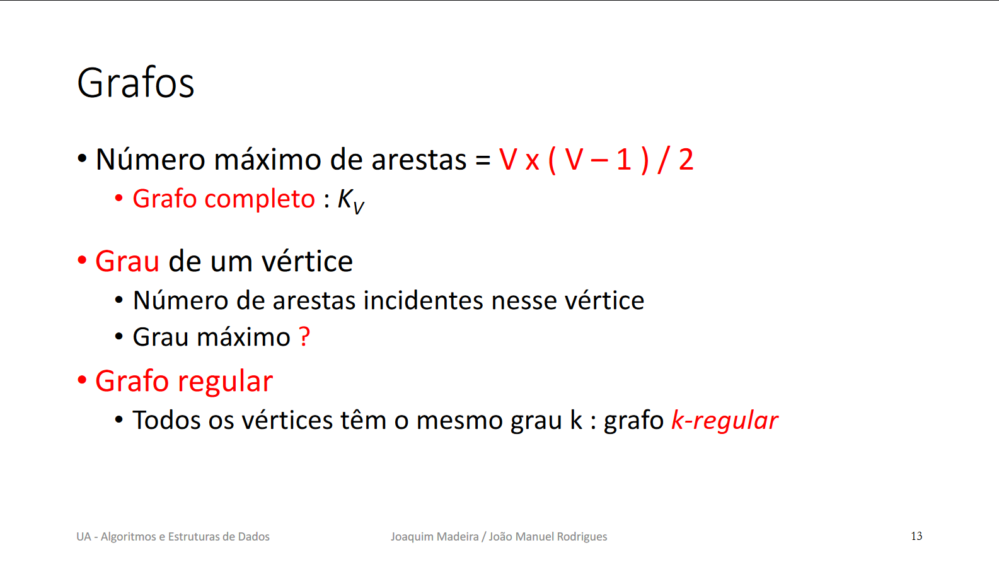 Grafos
• Número máximo de arestas = V x ( V – 1 ) / 2
• Grafo completo : K_V
• Grau de um vértice
• Número de arestas incidentes nesse vértice
• Grau máximo ?
• Grafo regular
• Todos os vértices têm o mesmo grau k : grafo k-regular
UA - Algoritmos e Estruturas de Dados
Joaquim Madeira / João Manuel Rodrigues
13